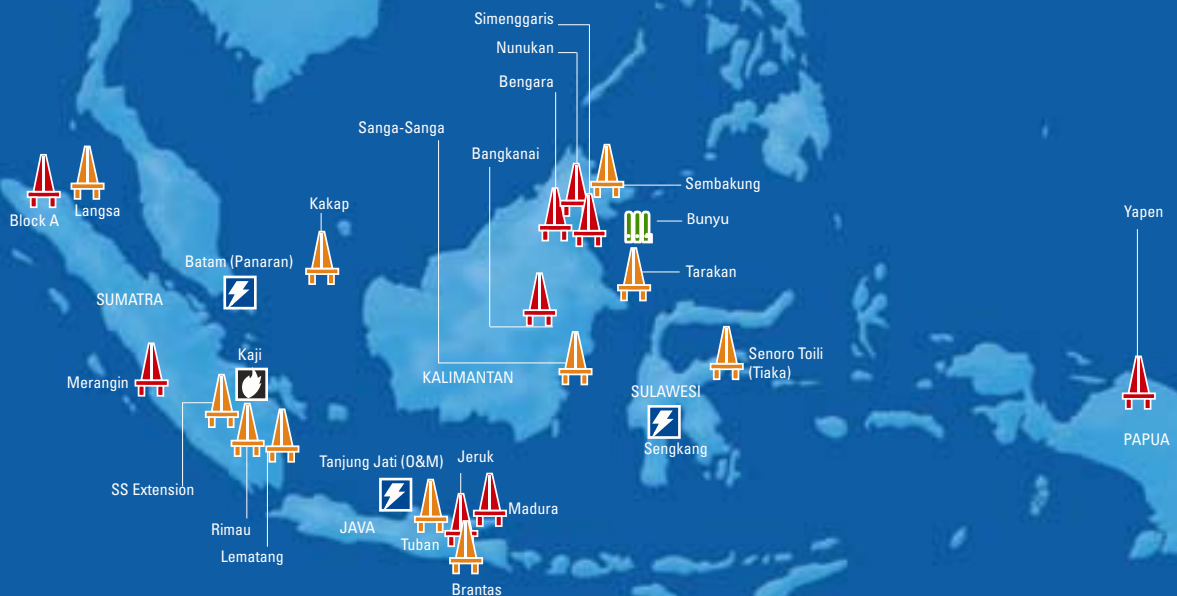 Simenggaris
Nunukan
Bengara
Sanga-Sanga
Bangkanai
Sembakung
Block A
Langsa
Kakap
Bunyu
Yapen
Batam (Panaran)
Tarakan
SUMATRA
Kaji
Merangin
KALIMANTAN
Senoro Toili
(Tiaka)
SULAWESI
PAPUA
Sengkang
Tanjung Jati (O&M)
Jeruk
SS Extension
Madura
Rimau
JAVA
Tuban
Lematang
Brantas